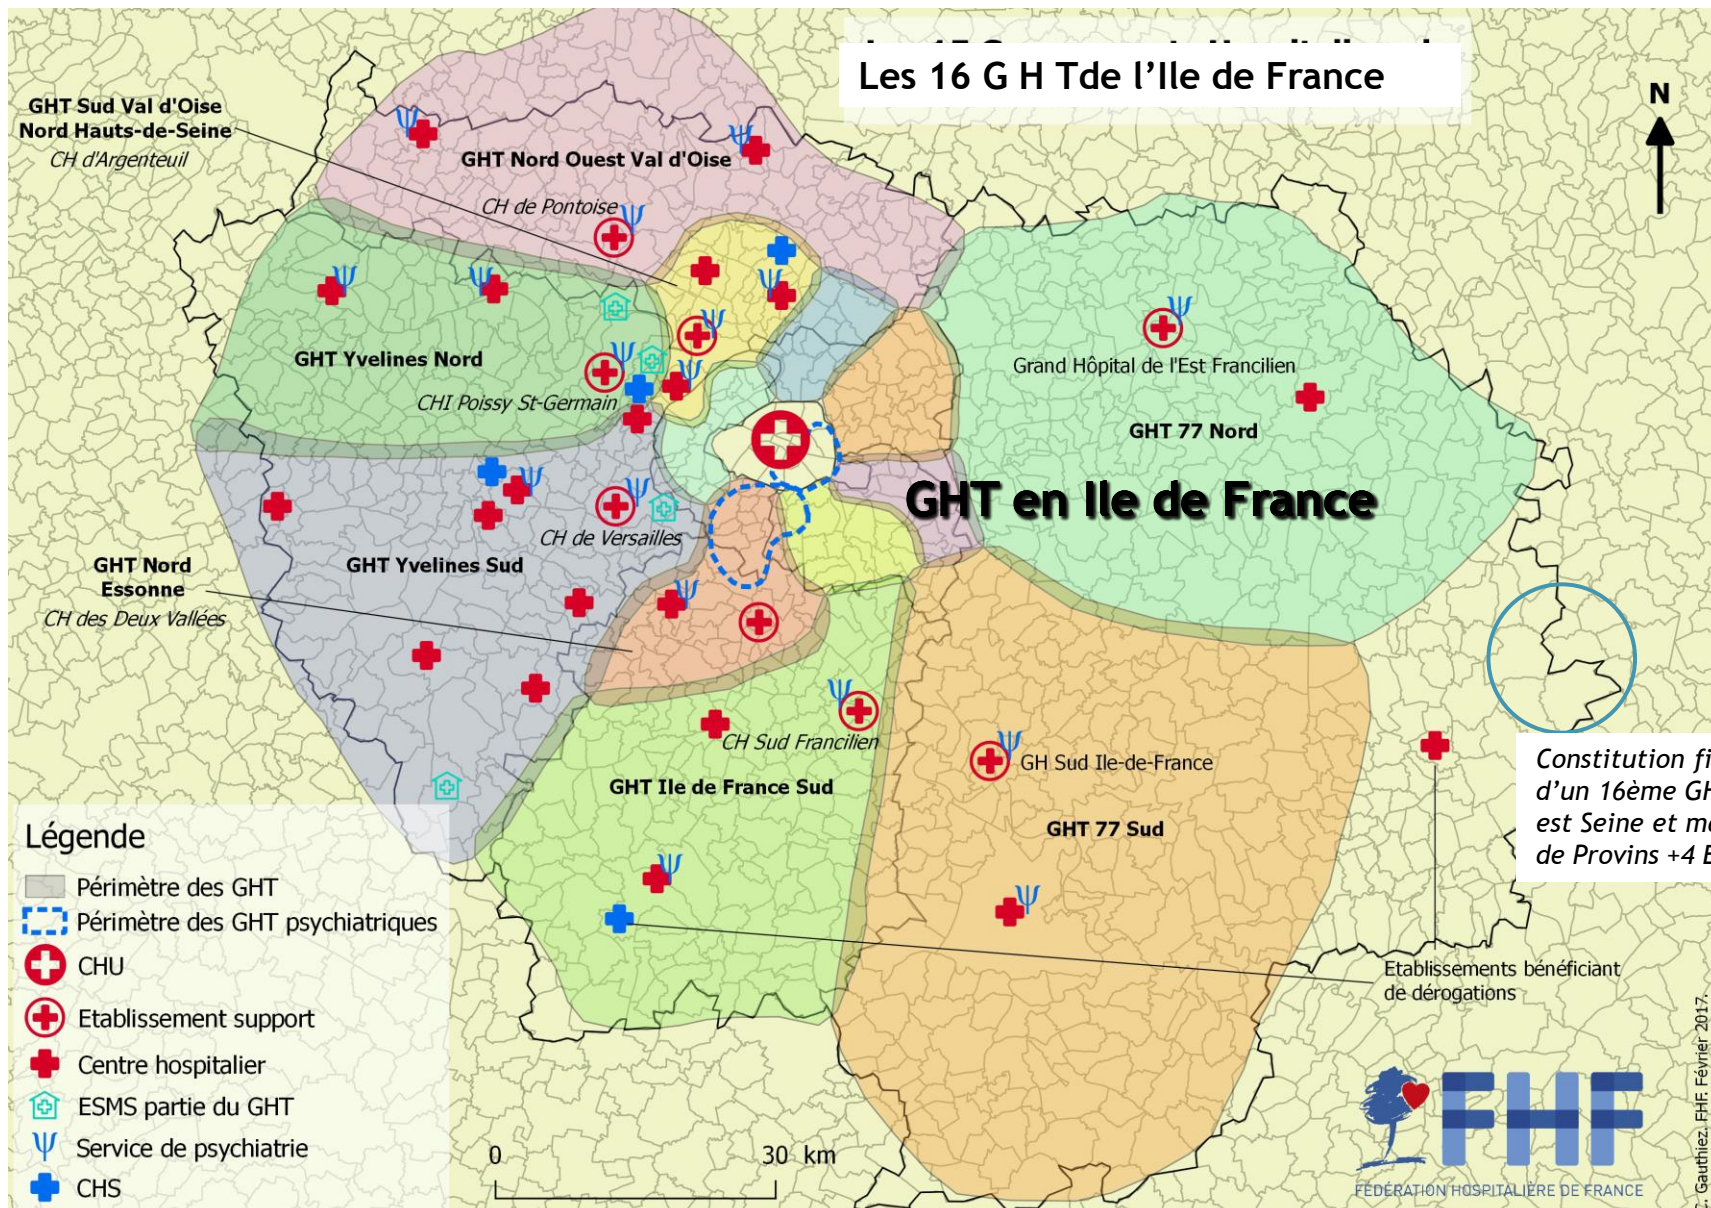 Les 16 G H Tde l'Ile de France
N
GHT Sud Val d'Oise
Nord Hauts-de-Seine
CH d'Argenteuil
GHT Nord Ouest Val d'Oise
CH de Pontoise
GHT Yvelines Nord
CHI Poissy St-Germain
Grand Hôpital de l'Est Francilien
GHT 77 Nord
GHT en Ile de France
CH de Versailles
GHT Yvelines Sud
GHT Nord
Essonne
CH des Deux Vallées
CH Sud Francilien
GHT Ile de France Sud
GH Sud Ile-de-France
GHT 77 Sud
Constitution fi
d'un 16ème GH
est Seine et m
de Provins +4 E
Etablissements bénéficiant
de dérogations
Légende
Périmètre des GHT
Périmètre des GHT psychiatriques
CHU
Etablissement support
Centre hospitalier
ESMS partie du GHT
Service de psychiatrie
CHS
0 30 km
FHF
FÉDÉRATION HOSPITALIÈRE DE FRANCE
C. Gauthiez. FHF. Février 2017.